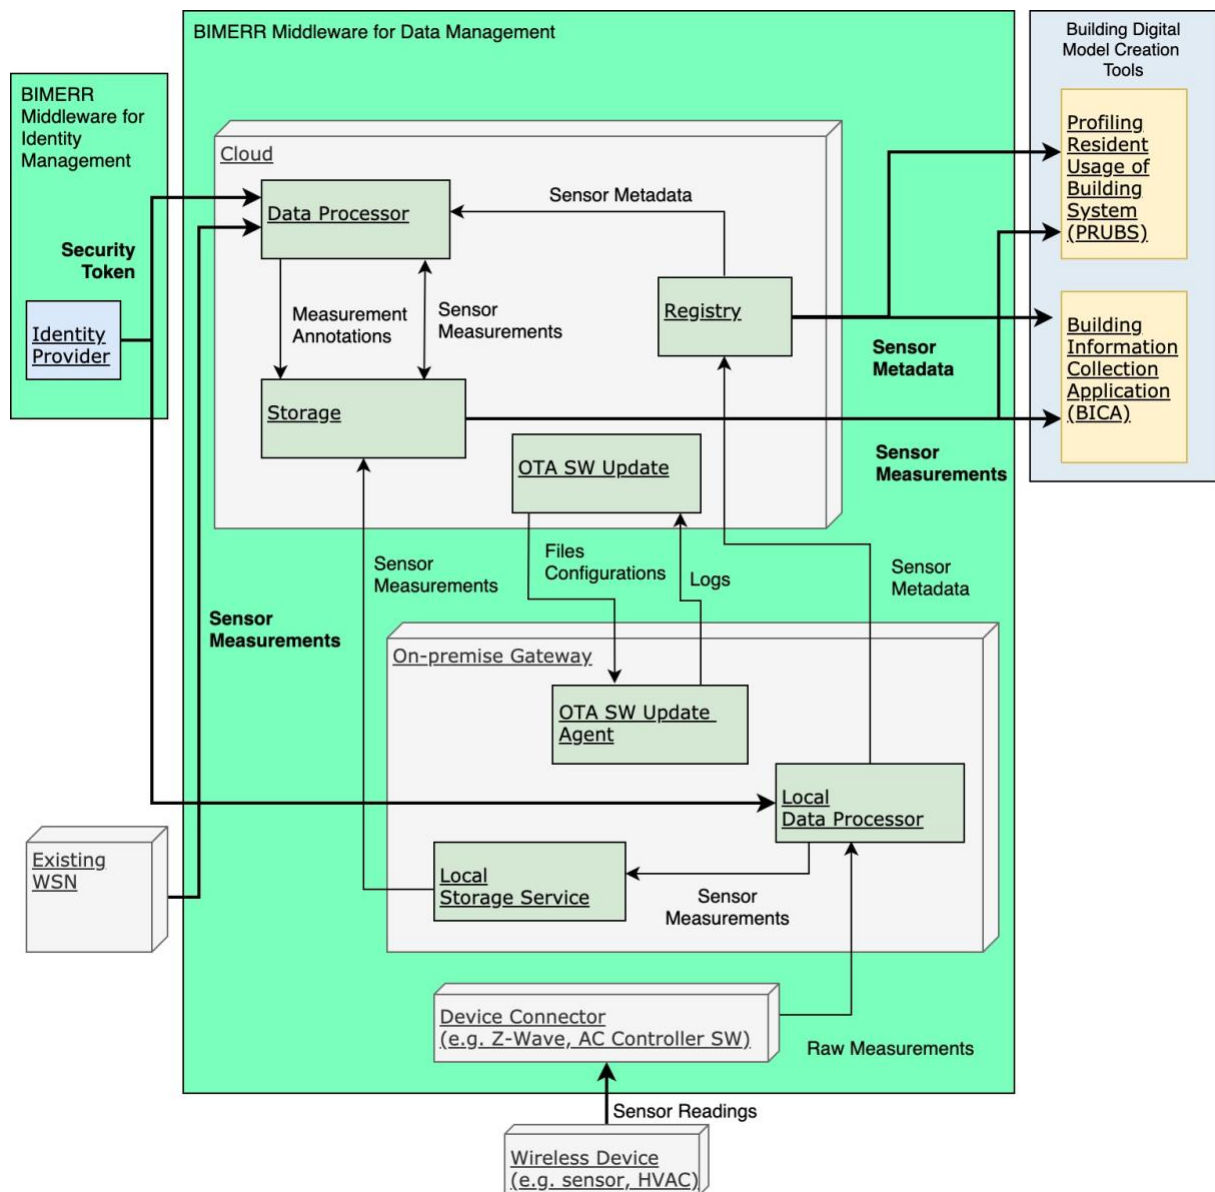 BIMERR Middleware for Data Management
Building Digital
Model Creation
Tools
BIMERR
Middleware for
Identity
Management
Cloud
Profiling
Resident
Usage of
Building
System
(PRUBS)
Data Processor
Sensor Metadata
Security
Token
Identity
Provider
Measurement
Annotations
Sensor
Measurements
Registry
Sensor
Metadata
Building
Information
Collection
Application
(BICA)
Storage
OTA SW Update
Sensor
Measurements
Sensor
Measurements
Files
Configurations
Logs
Sensor
Metadata
Sensor
Measurements
On-premise Gateway
OTA SW Update
Agent
Local
Data Processor
Existing
WSN
Local
Storage Service
Sensor
Measurements
Device Connector
(e.g. Z-Wave, AC Controller SW)
Raw Measurements
Sensor Readings
Wireless Device
(e.g. sensor, HVAC)